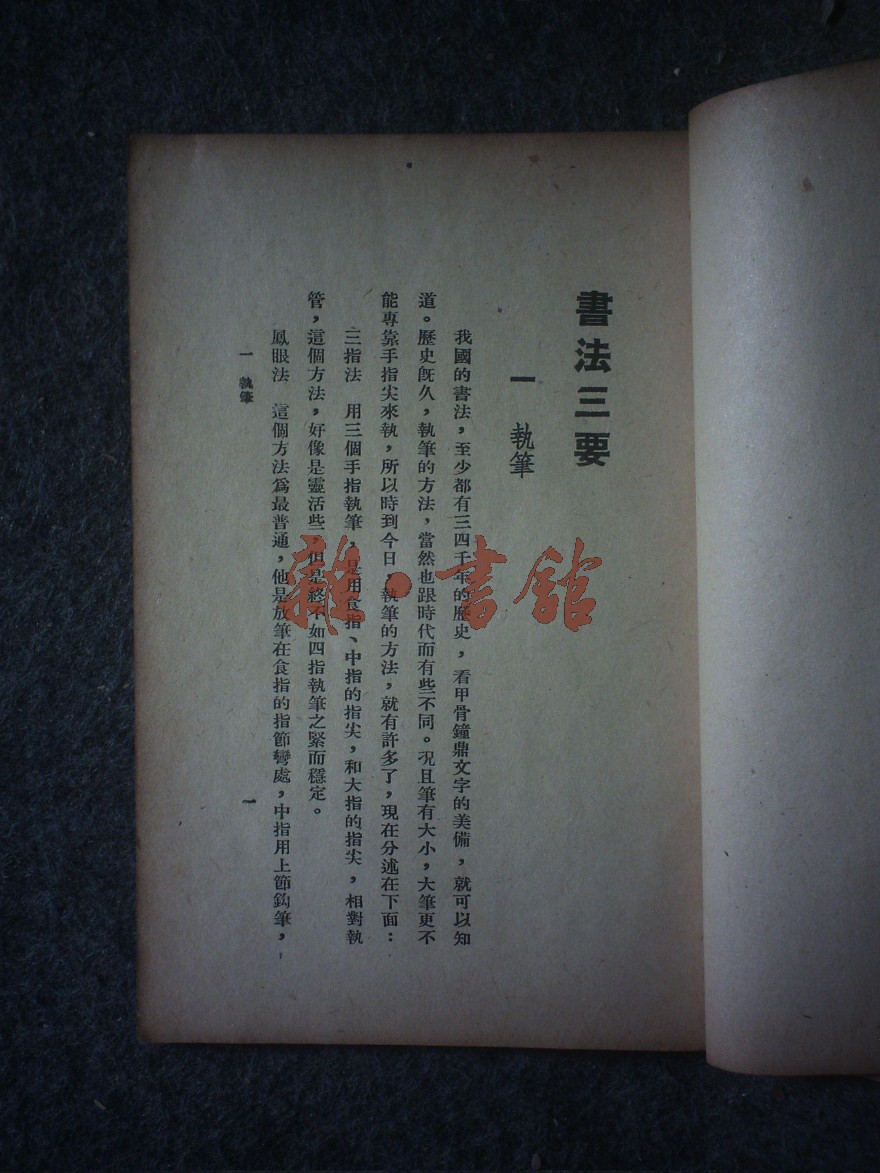 書法三要
一 執筆
我國的書法，至少都有三四千年的歷史，看甲骨鐘鼎文字的美備，就可以知
道。歷史既久，執筆的方法，當然也跟時代而有些不同。況且筆有大小，大筆更不
能專靠手指尖來執，所以時到今日，執筆的方法，就有許多了，現在分述在下面：
三指法 用三個手指執筆，是用食指、中指的指尖，和大指的指尖，相對執
管，這個方法，好像是靈活些，但是終不如四指執筆之緊而穩定。
鳳眼法 這個方法爲最普通，他是放筆在食指的指節彎處，中指用上節鈎筆，
一 執筆
一
雜·書館